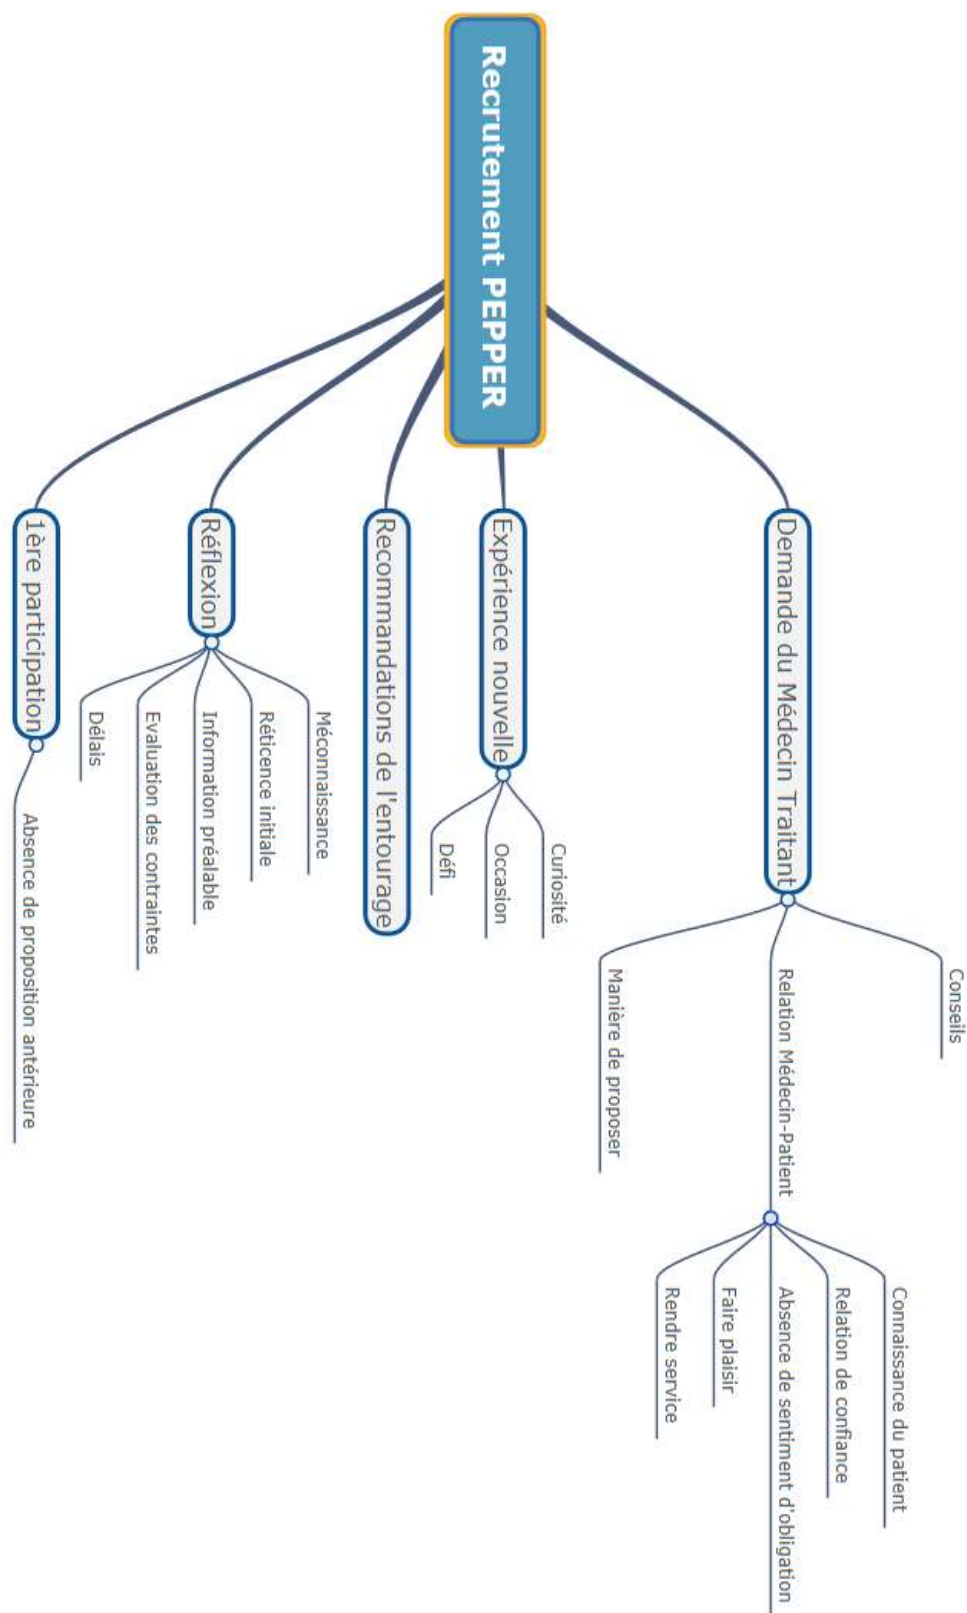 Recrutement PEPPER
Demande du Médecin Traitant
Conseils
Relation Médecin-Patient
Connaissance du patient
Relation de confiance
Absence de sentiment d'obligation
Faire plaisir
Rendre service
Manière de proposer
Expérience nouvelle
Curiosité
Occasion
Défi
Recommandations de l'entourage
Réflexion
Méconnaissance
Réticence initiale
Information préalable
Evaluation des contraintes
Délais
1ère participation
Absence de proposition antérieure